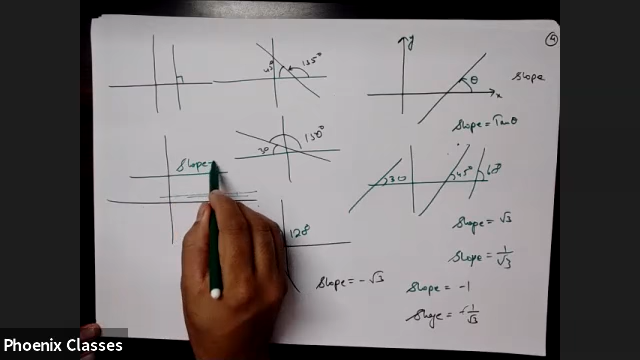 4
45° 135°
y
θ
x
slope
Slope = Tanθ
30 150°
Slope=
30 45° 60
120
Slope = √3
Slope = 1/√3
Slope = -√3
Slope = -1
Slope = -1/√3
Phoenix Classes